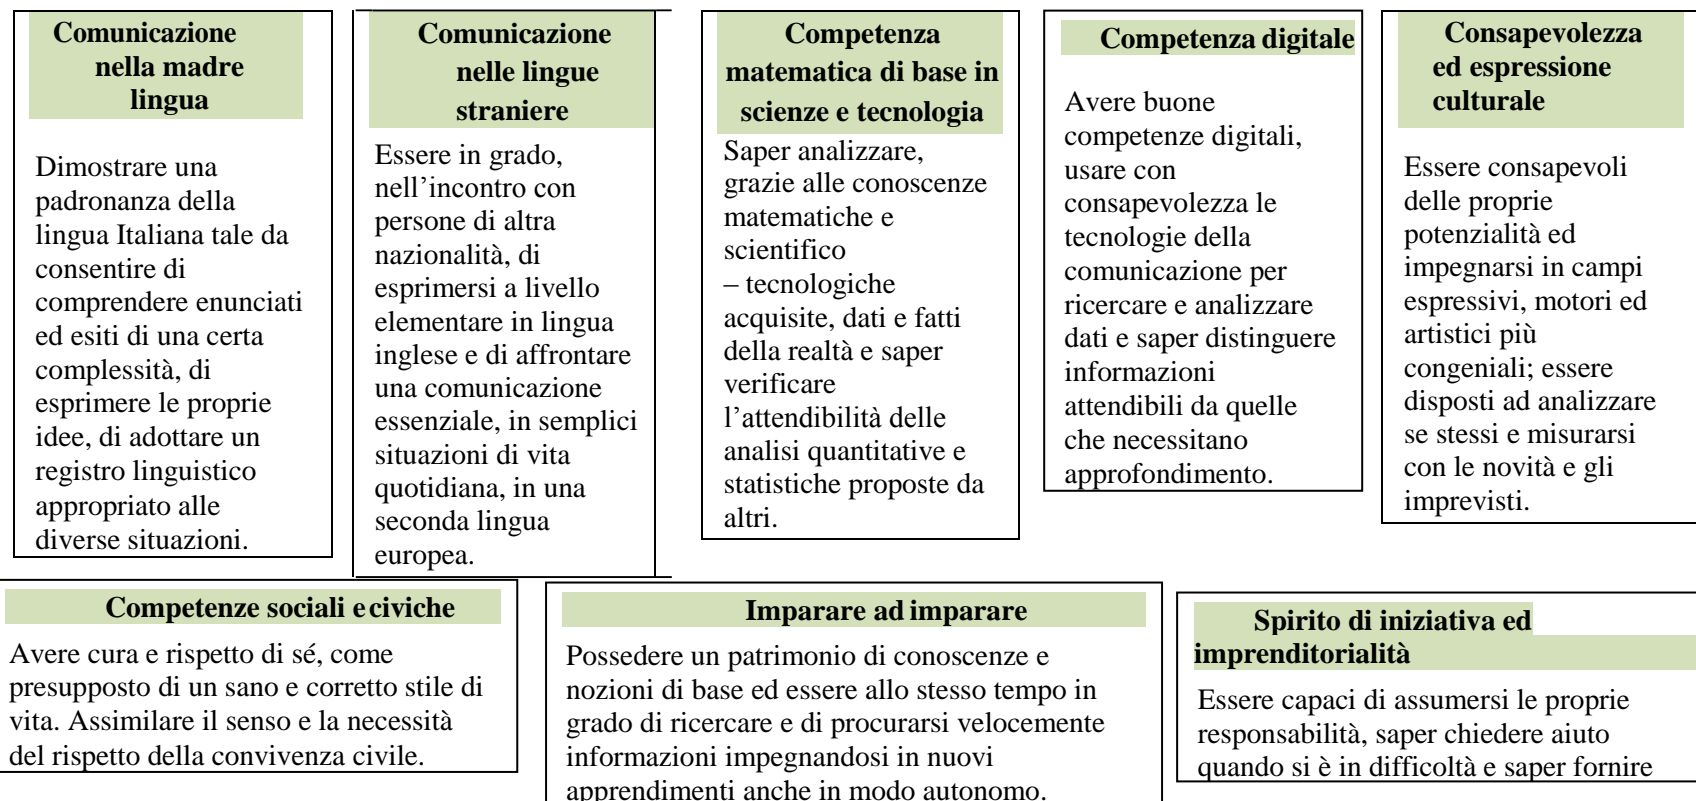 Comunicazione
nella madre
lingua
Dimostrare una
padronanza della
lingua Italiana tale da
consentire di
comprendere enunciati
ed esiti di una certa
complessità, di
esprimere le proprie
idee, di adottare un
registro linguistico
appropriato alle
diverse situazioni.
Comunicazione
nelle lingue
straniere
Essere in grado,
nell’incontro con
persone di altra
nazionalità, di
esprimersi a livello
elementare in lingua
inglese e di affrontare
una comunicazione
essenziale, in semplici
situazioni di vita
quotidiana, in una
seconda lingua
europea.
Competenza
matematica di base in
scienze e tecnologia
Saper analizzare,
grazie alle conoscenze
matematiche e
scientifico
– tecnologiche
acquisite, dati e fatti
della realtà e saper
verificare
l’attendibilità delle
analisi quantitative e
statistiche proposte da
altri.
Competenza digitale
Avere buone
competenze digitali,
usare con
consapevolezza le
tecnologie della
comunicazione per
ricercare e analizzare
dati e saper distinguere
informazioni
attendibili da quelle
che necessitano
approfondimento.
Consapevolezza
ed espressione
culturale
Essere consapevoli
delle proprie
potenzialità ed
impegnarsi in campi
espressivi, motori ed
artistici più
congeniali; essere
disposti ad analizzare
se stessi e misurarsi
con le novità e gli
imprevisti.
Competenze sociali e civiche
Avere cura e rispetto di sé, come
presupposto di un sano e corretto stile di
vita. Assimilare il senso e la necessità
del rispetto della convivenza civile.
Imparare ad imparare
Possedere un patrimonio di conoscenze e
nozioni di base ed essere allo stesso tempo in
grado di ricercare e di procurarsi velocemente
informazioni impegnandosi in nuovi
apprendimenti anche in modo autonomo.
Spirito di iniziativa ed
imprenditorialità
Essere capaci di assumersi le proprie
responsabilità, saper chiedere aiuto
quando si è in difficoltà e saper fornire